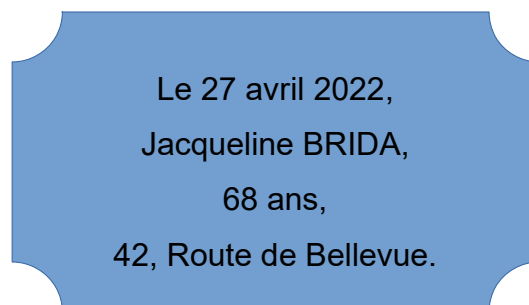 Le 27 avril 2022,
Jacqueline BRIDA,
68 ans,
42, Route de Bellevue.